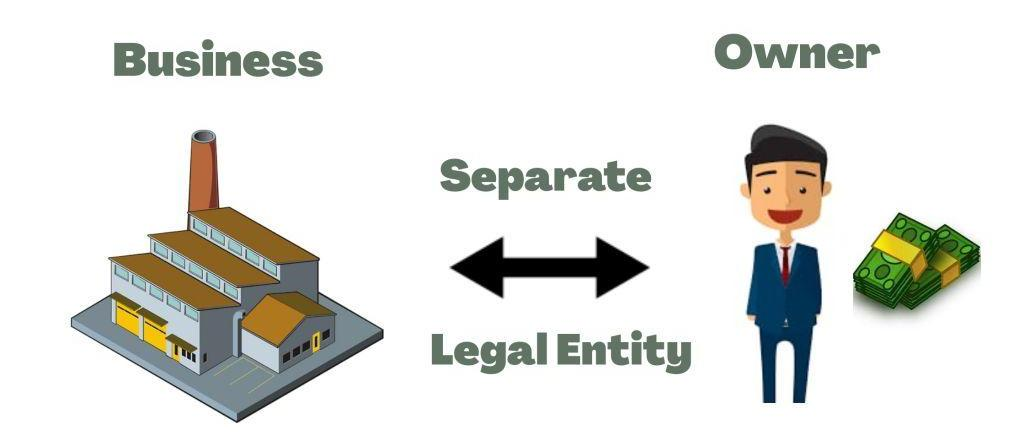 Business
Owner
Separate
Legal Entity